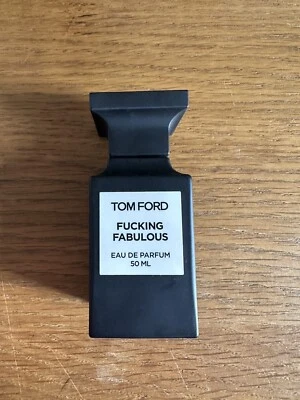 TOM FORD
FUCKING
FABULOUS
EAU DE PARFUM
50 ML